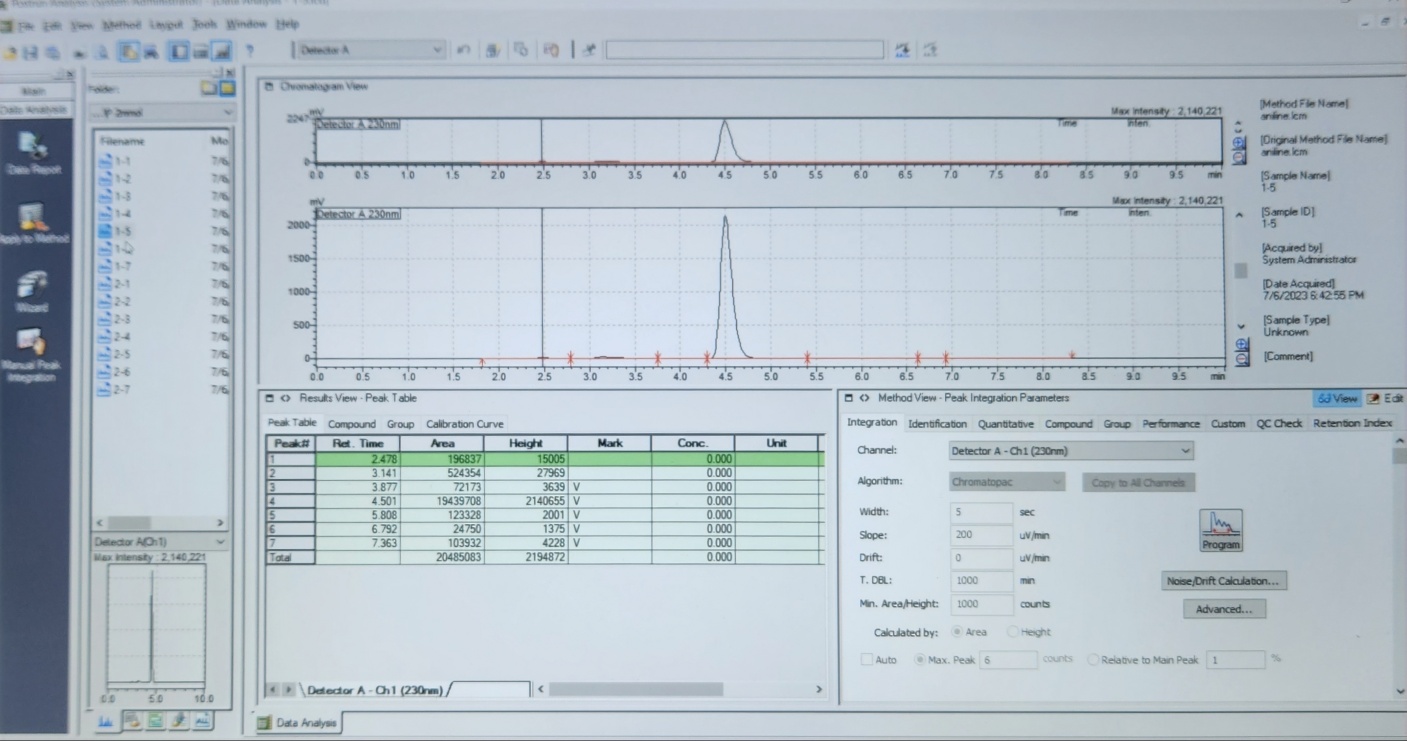 File Edit View Method Layout Tools Window Help
Detector A
Main
Data Analysis
Data Report
Apply to Method
Wizard
Manual Peak
Integration
Folder:
Filename
1-1 7/6
1-2 7/6
1-3 7/6
1-4 7/6
1-5 7/6
7/6
1-7 7/6
2-1 7/6
2-2 7/6
2-3 7/6
2-4 7/6
2-5 7/6
2-6 7/6
2-7 7/6
Detector A(Ch1)
Max Intensity : 2,140,221
0.0 5.0 10.0
Chromatogram View
mV
2247
Detector A 230nm
Max Intensity : 2,140,221
Time Inten.
0
0.0 0.5 1.0 1.5 2.0 2.5 3.0 3.5 4.0 4.5 5.0 5.5 6.0 6.5 7.0 7.5 8.0 8.5 9.0 9.5 min
mV
Detector A 230nm
Max Intensity : 2,140,221
Time Inten.
2000
1500
1000
500
0
0.0 0.5 1.0 1.5 2.0 2.5 3.0 3.5 4.0 4.5 5.0 5.5 6.0 6.5 7.0 7.5 8.0 8.5 9.0 9.5 min
[Method File Name]
aniline.lcm
[Original Method File Name]
aniline.lcm
[Sample Name]
1-5
[Sample ID]
1-5
[Acquired by]
System Administrator
[Date Acquired]
7/6/2023 6:42:55 PM
[Sample Type]
Unknown
[Comment]
Results View - Peak Table
Peak Table Compound Group Calibration Curve
Peak# Ret. Time Area Height Mark Conc. Unit
1 2.478 196837 15005 0.000
2 3.141 524354 27969 0.000
3 3.877 72173 3639 V 0.000
4 4.501 19439708 2140655 V 0.000
5 5.808 123328 2001 V 0.000
6 6.792 24750 1375 V 0.000
7 7.363 103932 4228 V 0.000
Total 20485083 2194872 0.000
Detector A - Ch1 (230nm)
Data Analysis
Method View - Peak Integration Parameters
View Edit
Integration Identification Quantitative Compound Group Performance Custom QC Check Retention Index
Channel: Detector A - Ch1 (230nm)
Algorithm: Chromatopac Copy to All Channels
Width: 5 sec
Slope: 200 uV/min
Drift: 0 uV/min
T. DBL: 1000 min
Min. Area/Height: 1000 counts
Program
Noise/Drift Calculation...
Advanced...
Calculated by: Area Height
Auto Max. Peak 6 counts Relative to Main Peak 1 %